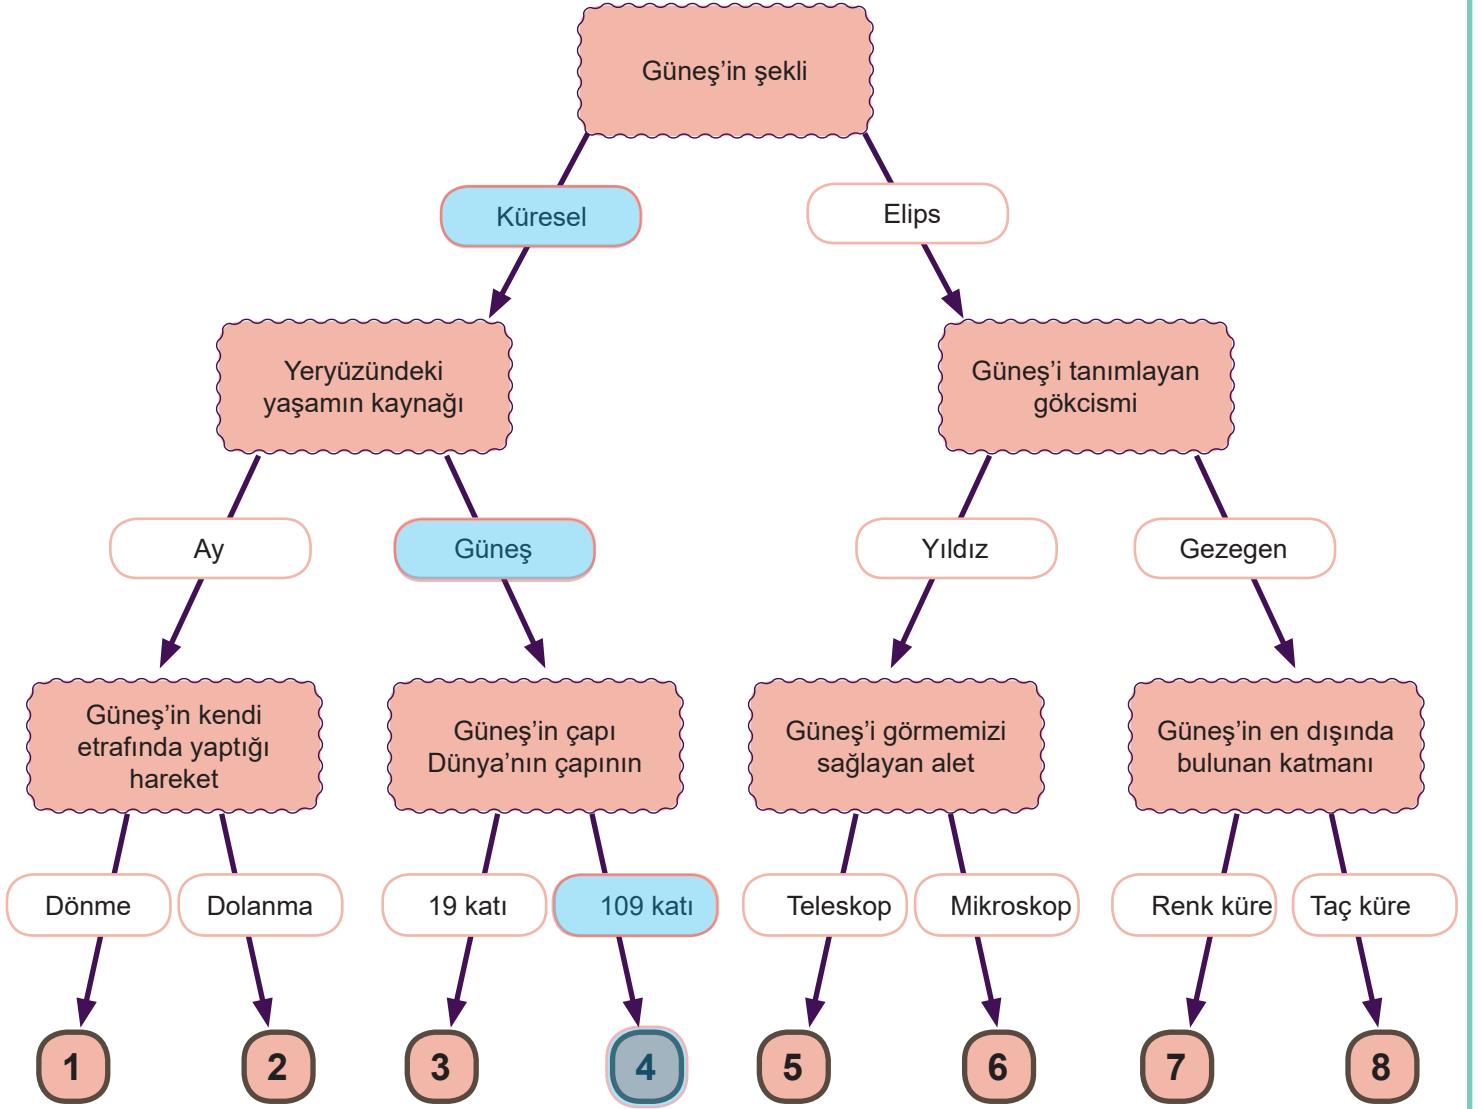 Güneş’in şekli
Küresel
Elips
Yeryüzündeki
yaşamın kaynağı
Güneş’i tanımlayan
gökcismi
Ay
Güneş
Yıldız
Gezegen
Güneş’in kendi
etrafında yaptığı
hareket
Güneş’in çapı
Dünya’nın çapının
Güneş’i görmemizi
sağlayan alet
Güneş’in en dışında
bulunan katmanı
Dönme
Dolanma
19 katı
109 katı
Teleskop
Mikroskop
Renk küre
Taç küre
1
2
3
4
5
6
7
8